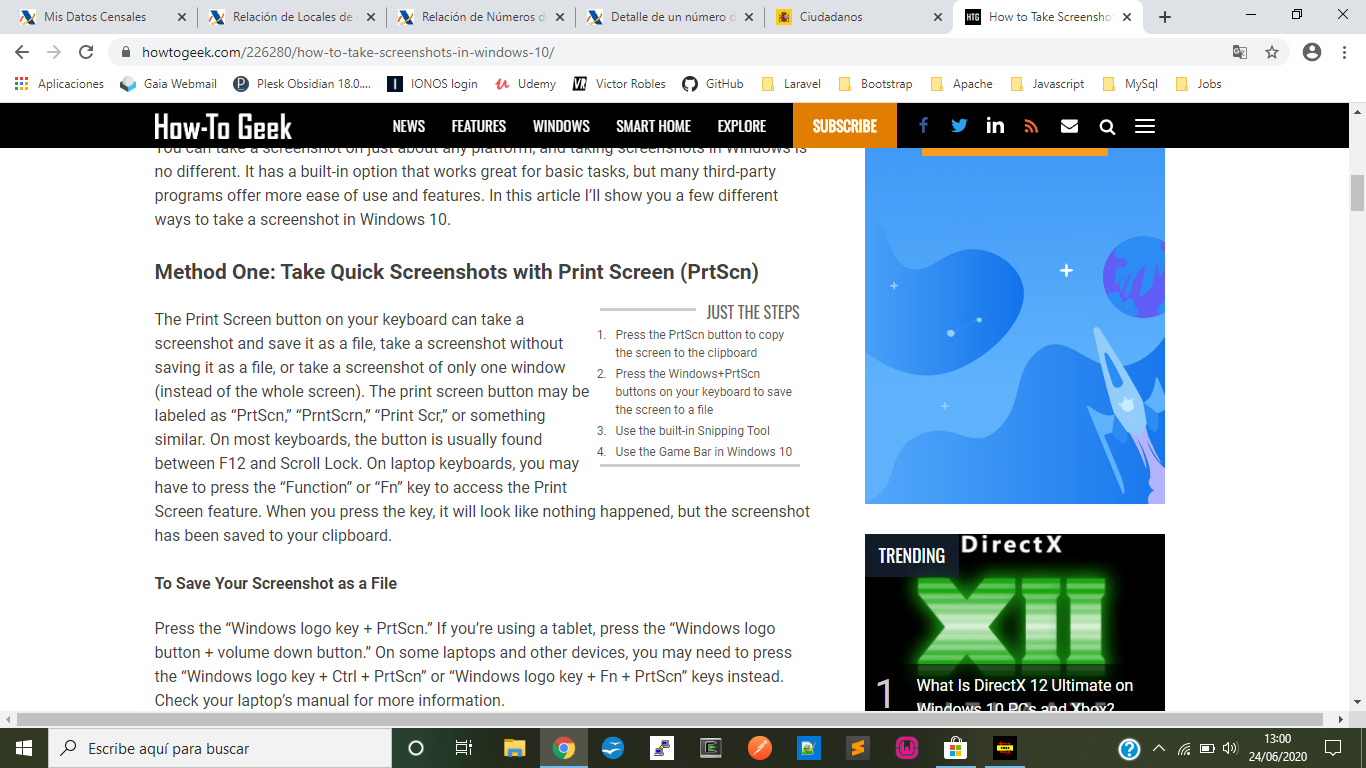 Mis Datos Censales
Relación de Locales de
Relación de Números d
Detalle de un número d
Ciudadanos
HTG
How to Take Screensho
howtogeek.com/226280/how-to-take-screenshots-in-windows-10/
Aplicaciones
Gaia Webmail
Plesk Obsidian 18.0....
IONOS login
Udemy
VR
Victor Robles
GitHub
Laravel
Bootstrap
Apache
Javascript
MySql
Jobs
How-To Geek
NEWS
FEATURES
WINDOWS
SMART HOME
EXPLORE
SUBSCRIBE
You can take a screenshot on just about any platform, and taking screenshots in Windows is
no different. It has a built-in option that works great for basic tasks, but many third-party
programs offer more ease of use and features. In this article I’ll show you a few different
ways to take a screenshot in Windows 10.
Method One: Take Quick Screenshots with Print Screen (PrtScn)
The Print Screen button on your keyboard can take a
screenshot and save it as a file, take a screenshot without
saving it as a file, or take a screenshot of only one window
(instead of the whole screen). The print screen button may be
labeled as “PrtScn,” “PrntScrn,” “Print Scr,” or something
similar. On most keyboards, the button is usually found
between F12 and Scroll Lock. On laptop keyboards, you may
have to press the “Function” or “Fn” key to access the Print
Screen feature. When you press the key, it will look like nothing happened, but the screenshot
has been saved to your clipboard.
JUST THE STEPS
1. Press the PrtScn button to copy
the screen to the clipboard
2. Press the Windows+PrtScn
buttons on your keyboard to save
the screen to a file
3. Use the built-in Snipping Tool
4. Use the Game Bar in Windows 10
To Save Your Screenshot as a File
Press the “Windows logo key + PrtScn.” If you’re using a tablet, press the “Windows logo
button + volume down button.” On some laptops and other devices, you may need to press
the “Windows logo key + Ctrl + PrtScn” or “Windows logo key + Fn + PrtScn” keys instead.
Check your laptop’s manual for more information.
TRENDING
DirectX
XII
1
What Is DirectX 12 Ultimate on
Windows 10 PCs and Xbox?
Escribe aquí para buscar
13:00
24/06/2020